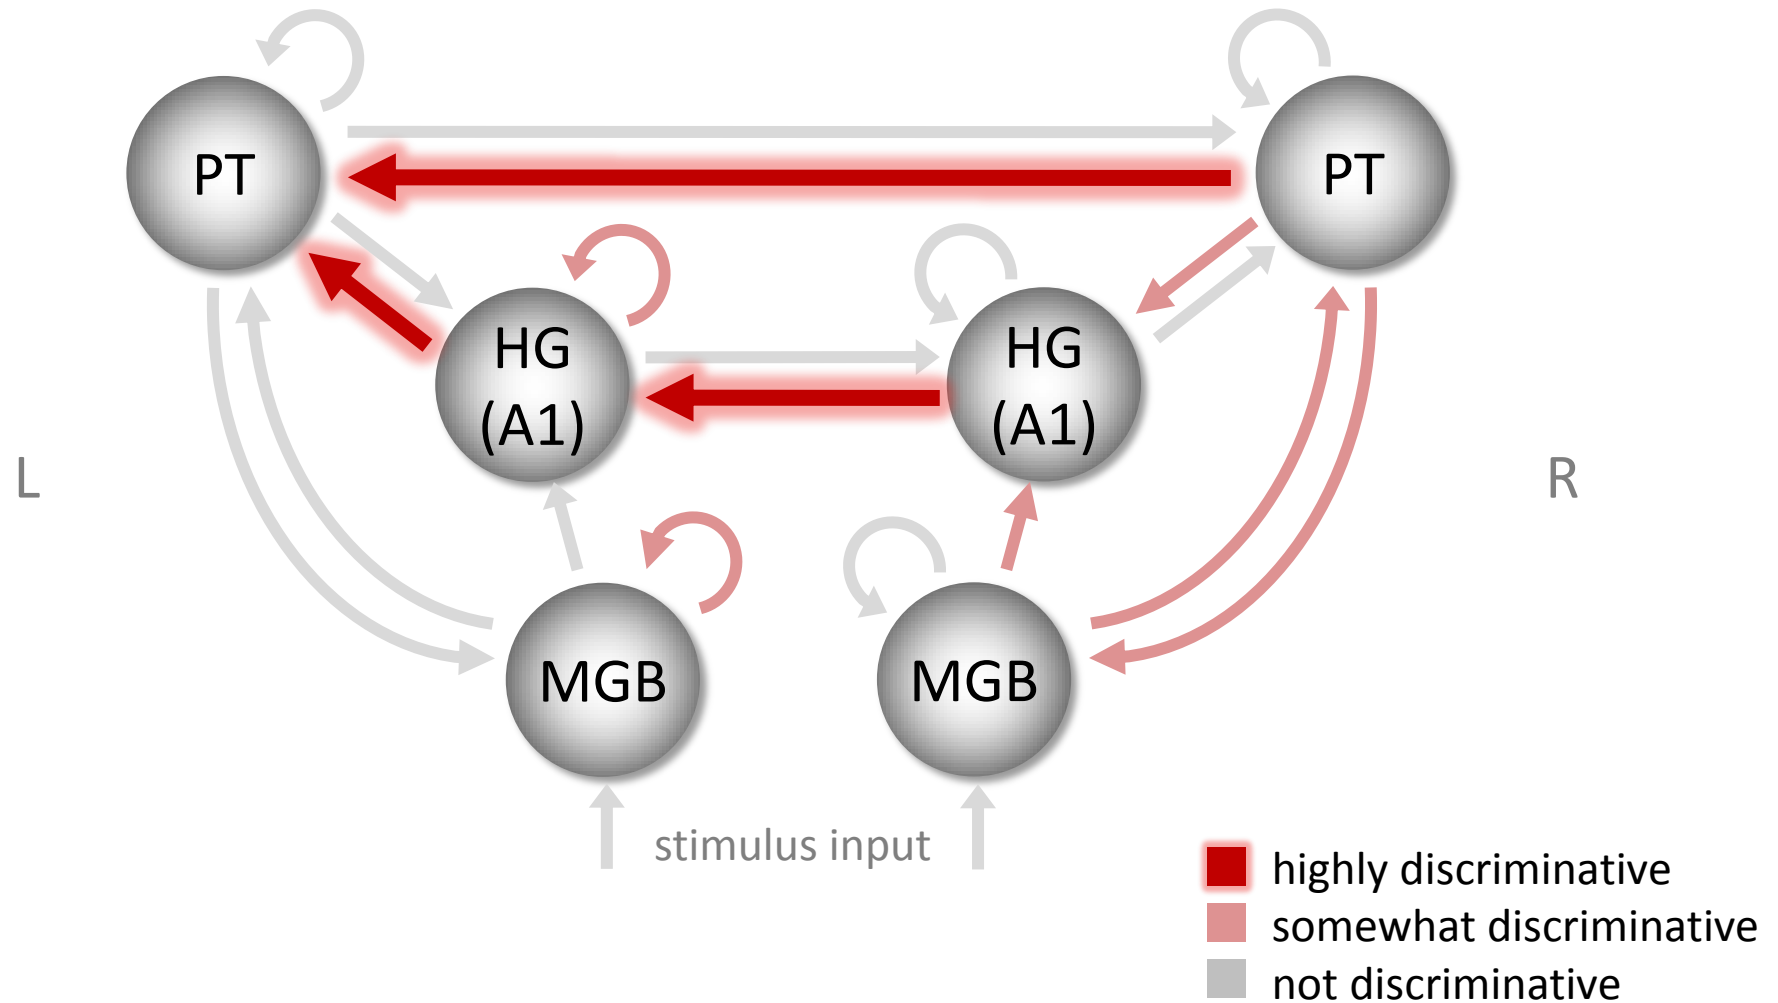 PT
PT
HG
(A1)
HG
(A1)
L
R
MGB
MGB
stimulus input
highly discriminative
somewhat discriminative
not discriminative